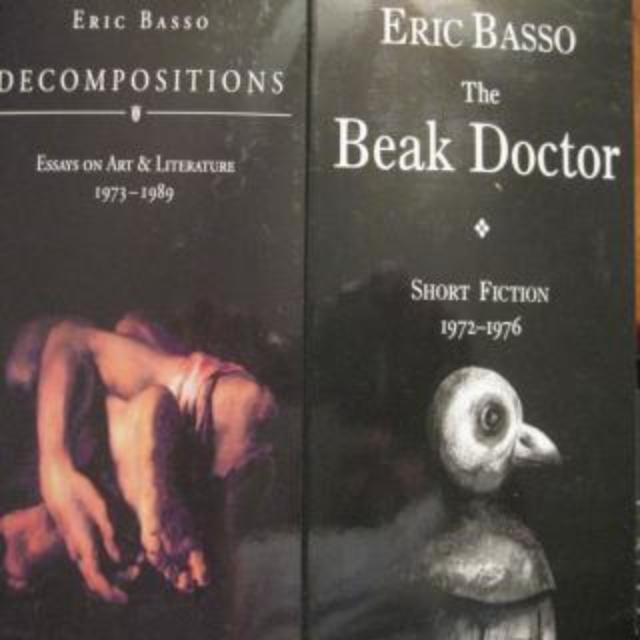 ERIC BASSO
DECOMPOSITIONS
ESSAYS ON ART & LITERATURE
1973–1989
ERIC BASSO
The
Beak Doctor
SHORT FICTION
1972–1976